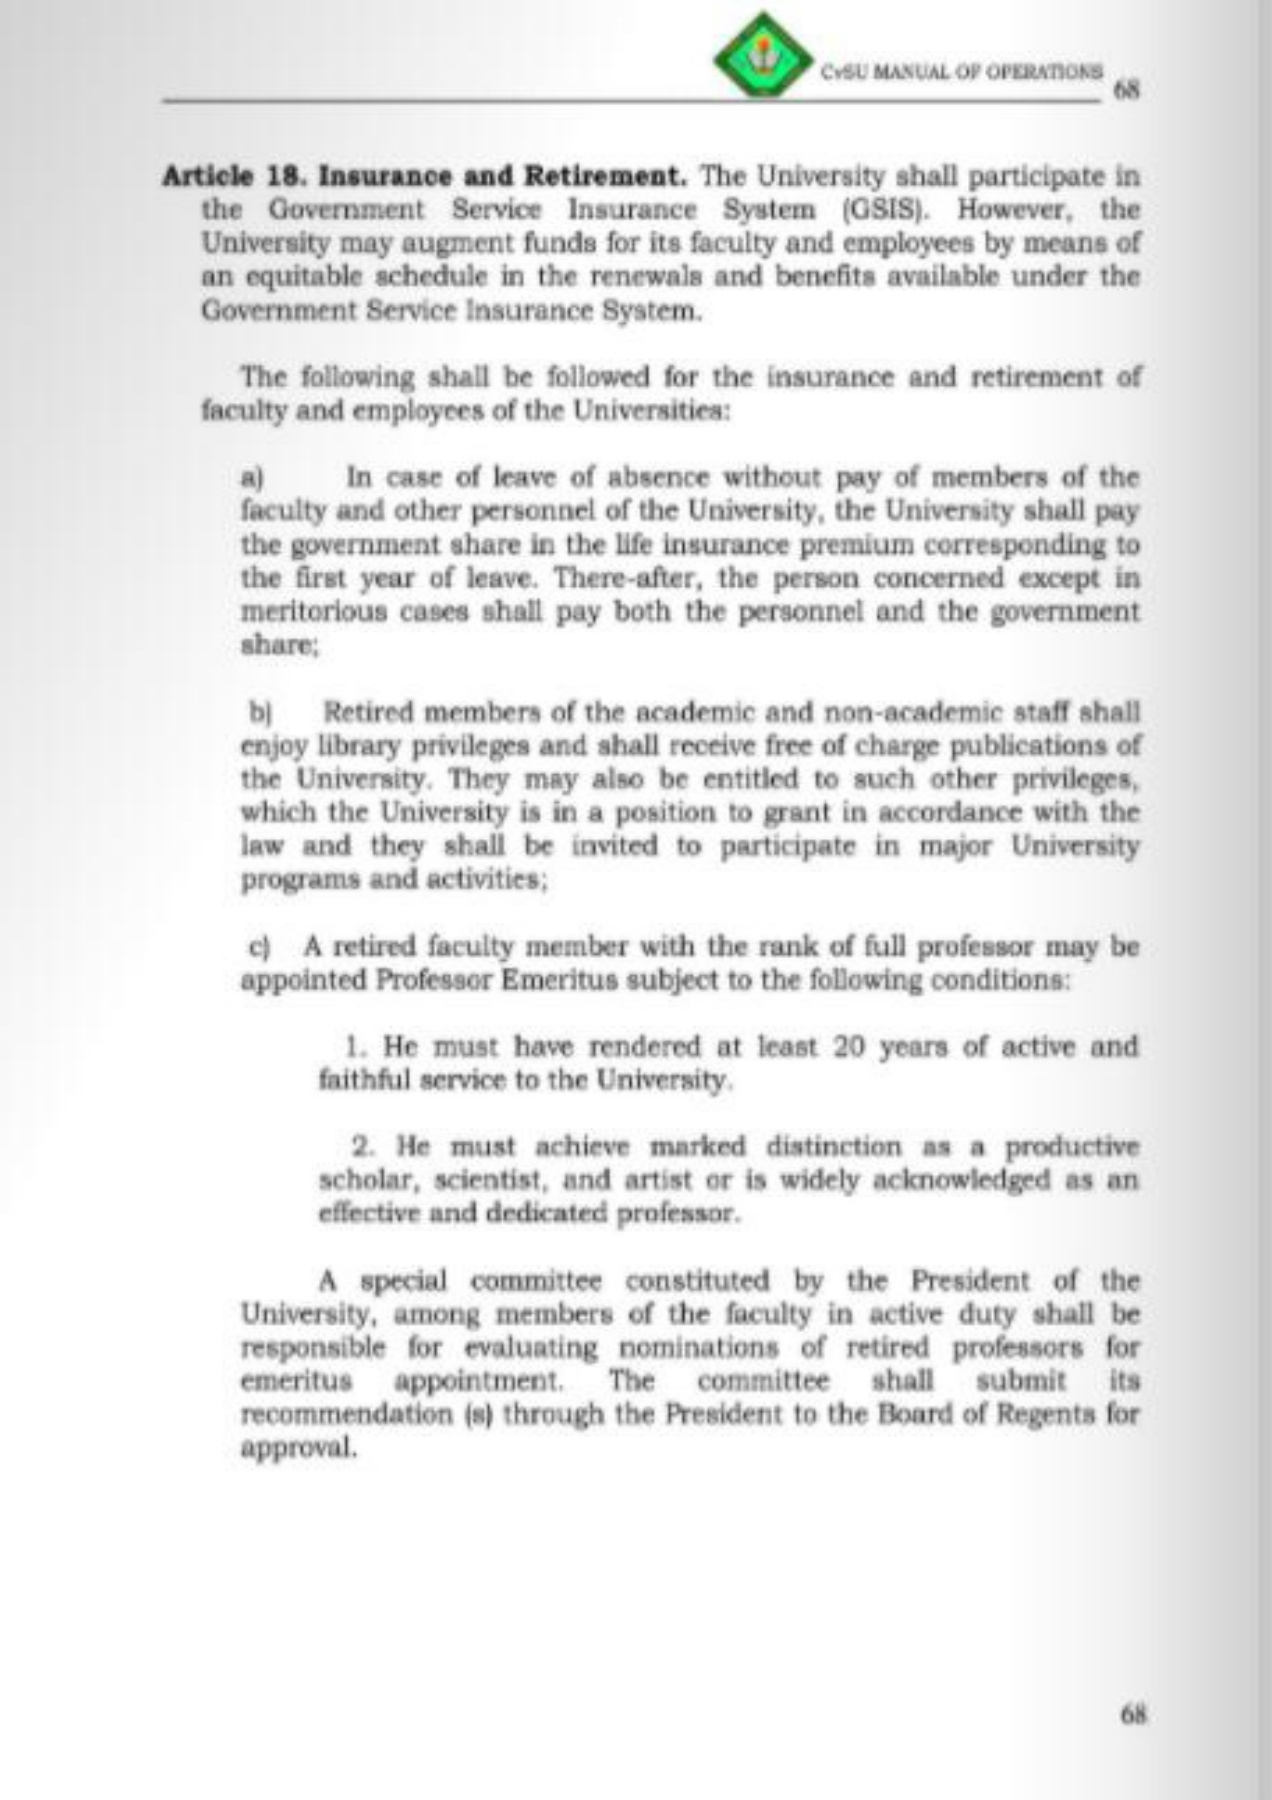 CvSU MANUAL OF OPERATIONS
68
Article 18. Insurance and Retirement. The University shall participate in
the Government Service Insurance System (GSIS). However, the
University may augment funds for its faculty and employees by means of
an equitable schedule in the renewals and benefits available under the
Government Service Insurance System.
The following shall be followed for the insurance and retirement of
faculty and employees of the Universities:
a) In case of leave of absence without pay of members of the
faculty and other personnel of the University, the University shall pay
the government share in the life insurance premium corresponding to
the first year of leave. There-after, the person concerned except in
meritorious cases shall pay both the personnel and the government
share;
b) Retired members of the academic and non-academic staff shall
enjoy library privileges and shall receive free of charge publications of
the University. They may also be entitled to such other privileges,
which the University is in a position to grant in accordance with the
law and they shall be invited to participate in major University
programs and activities;
c) A retired faculty member with the rank of full professor may be
appointed Professor Emeritus subject to the following conditions:
1. He must have rendered at least 20 years of active and
faithful service to the University.
2. He must achieve marked distinction as a productive
scholar, scientist, and artist or is widely acknowledged as an
effective and dedicated professor.
A special committee constituted by the President of the
University, among members of the faculty in active duty shall be
responsible for evaluating nominations of retired professors for
emeritus appointment. The committee shall submit its
recommendation (s) through the President to the Board of Regents for
approval.
68